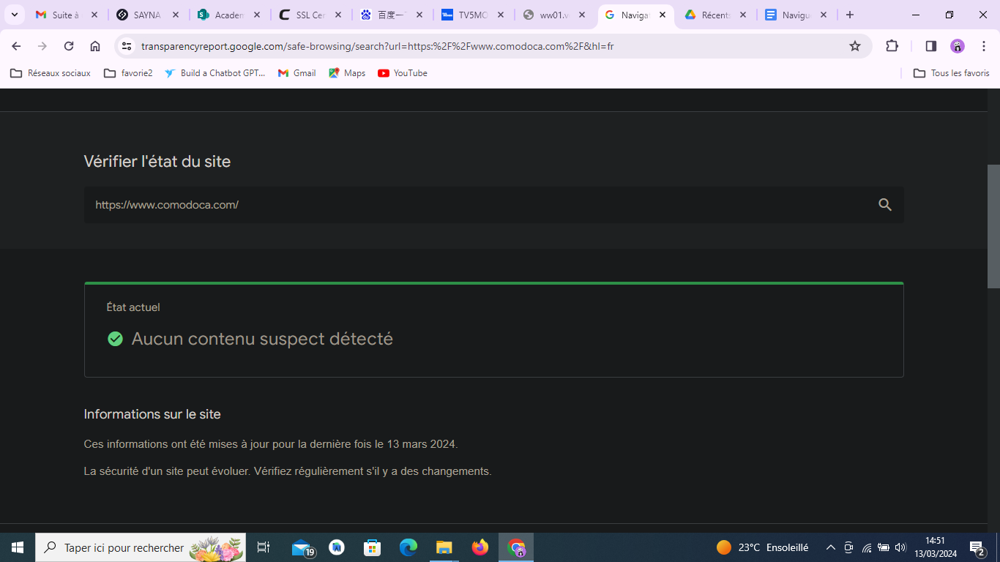 Suite à
SAYNA
Academ
SSL Cer
百度一
TV5MO
ww01.v
Navigat
Récents
Navigu
transparencyreport.google.com/safe-browsing/search?url=https:%2F%2Fwww.comodoca.com%2F&hl=fr
Réseaux sociaux
favorie2
Build a Chatbot GPT...
Gmail
Maps
YouTube
Tous les favoris
Vérifier l'état du site
https://www.comodoca.com/
État actuel
Aucun contenu suspect détecté
Informations sur le site
Ces informations ont été mises à jour pour la dernière fois le 13 mars 2024.
La sécurité d'un site peut évoluer. Vérifiez régulièrement s'il y a des changements.
Taper ici pour rechercher
19
23°C Ensoleillé
14:51
13/03/2024
2